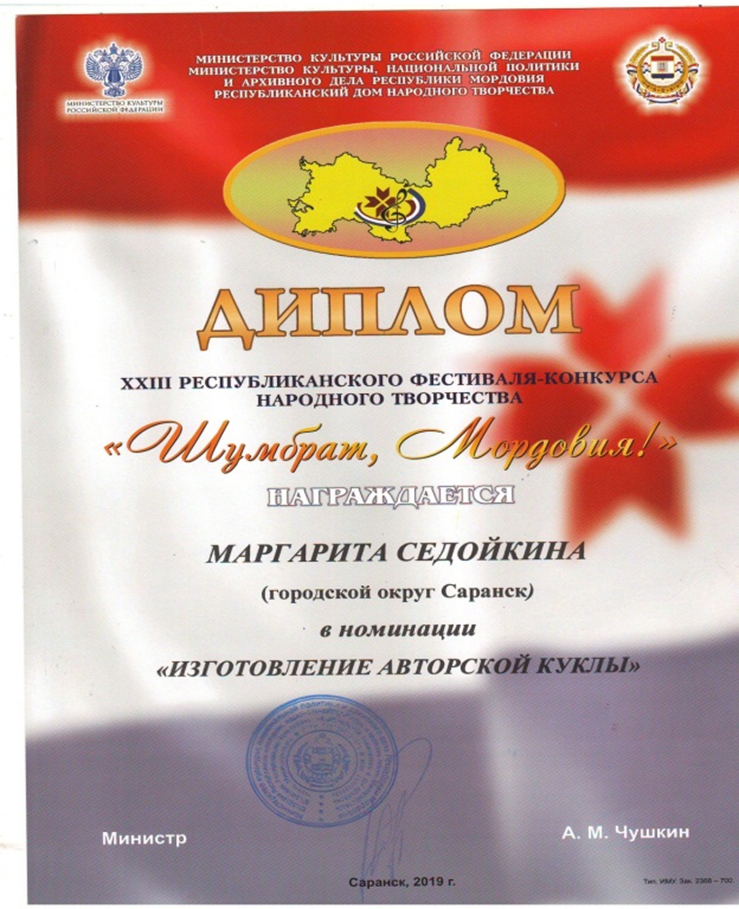 МИНИСТЕРСТВО КУЛЬТУРЫ РОССИЙСКОЙ ФЕДЕРАЦИИ
МИНИСТЕРСТВО КУЛЬТУРЫ, НАЦИОНАЛЬНОЙ ПОЛИТИКИ
И АРХИВНОГО ДЕЛА РЕСПУБЛИКИ МОРДОВИЯ
РЕСПУБЛИКАНСКИЙ ДОМ НАРОДНОГО ТВОРЧЕСТВА
МИНИСТЕРСТВО КУЛЬТУРЫ
РОССИЙСКОЙ ФЕДЕРАЦИИ
ДИПЛОМ
XXIII РЕСПУБЛИКАНСКОГО ФЕСТИВАЛЯ-КОНКУРСА
НАРОДНОГО ТВОРЧЕСТВА
«Шумбрат, Мордовия!»
НАГРАЖДАЕТСЯ
МАРГАРИТА СЕДОЙКИНА
(городской округ Саранск)
в номинации
«ИЗГОТОВЛЕНИЕ АВТОРСКОЙ КУКЛЫ»
Министр
А. М. Чушкин
Саранск, 2019 г.
Тип. ИМУ. Зак. 2368 – 700.